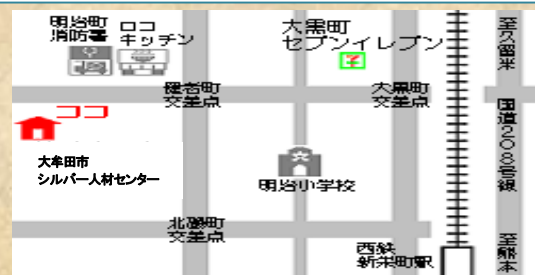 明治町
消防署
ロコ
キッチン
大黒町
セブンイレブン
至久留米
健老町
交差点
大黒町
交差点
ココ
国道208号線
大牟田市
シルバー人材センター
明治小学校
北磯町
交差点
西鉄
新栄町駅
至熊本